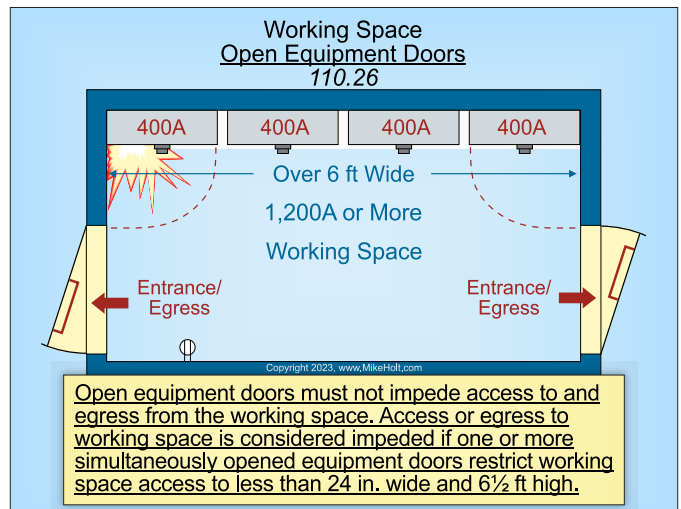 Working Space
Open Equipment Doors
110.26
400A 400A 400A 400A
Over 6 ft Wide
1,200A or More
Working Space
Entrance/
Egress
Entrance/
Egress
Copyright 2023, www,MikeHolt,com
Open equipment doors must not impede access to and
egress from the working space. Access or egress to
working space is considered impeded if one or more
simultaneously opened equipment doors restrict working
space access to less than 24 in. wide and 6½ ft high.